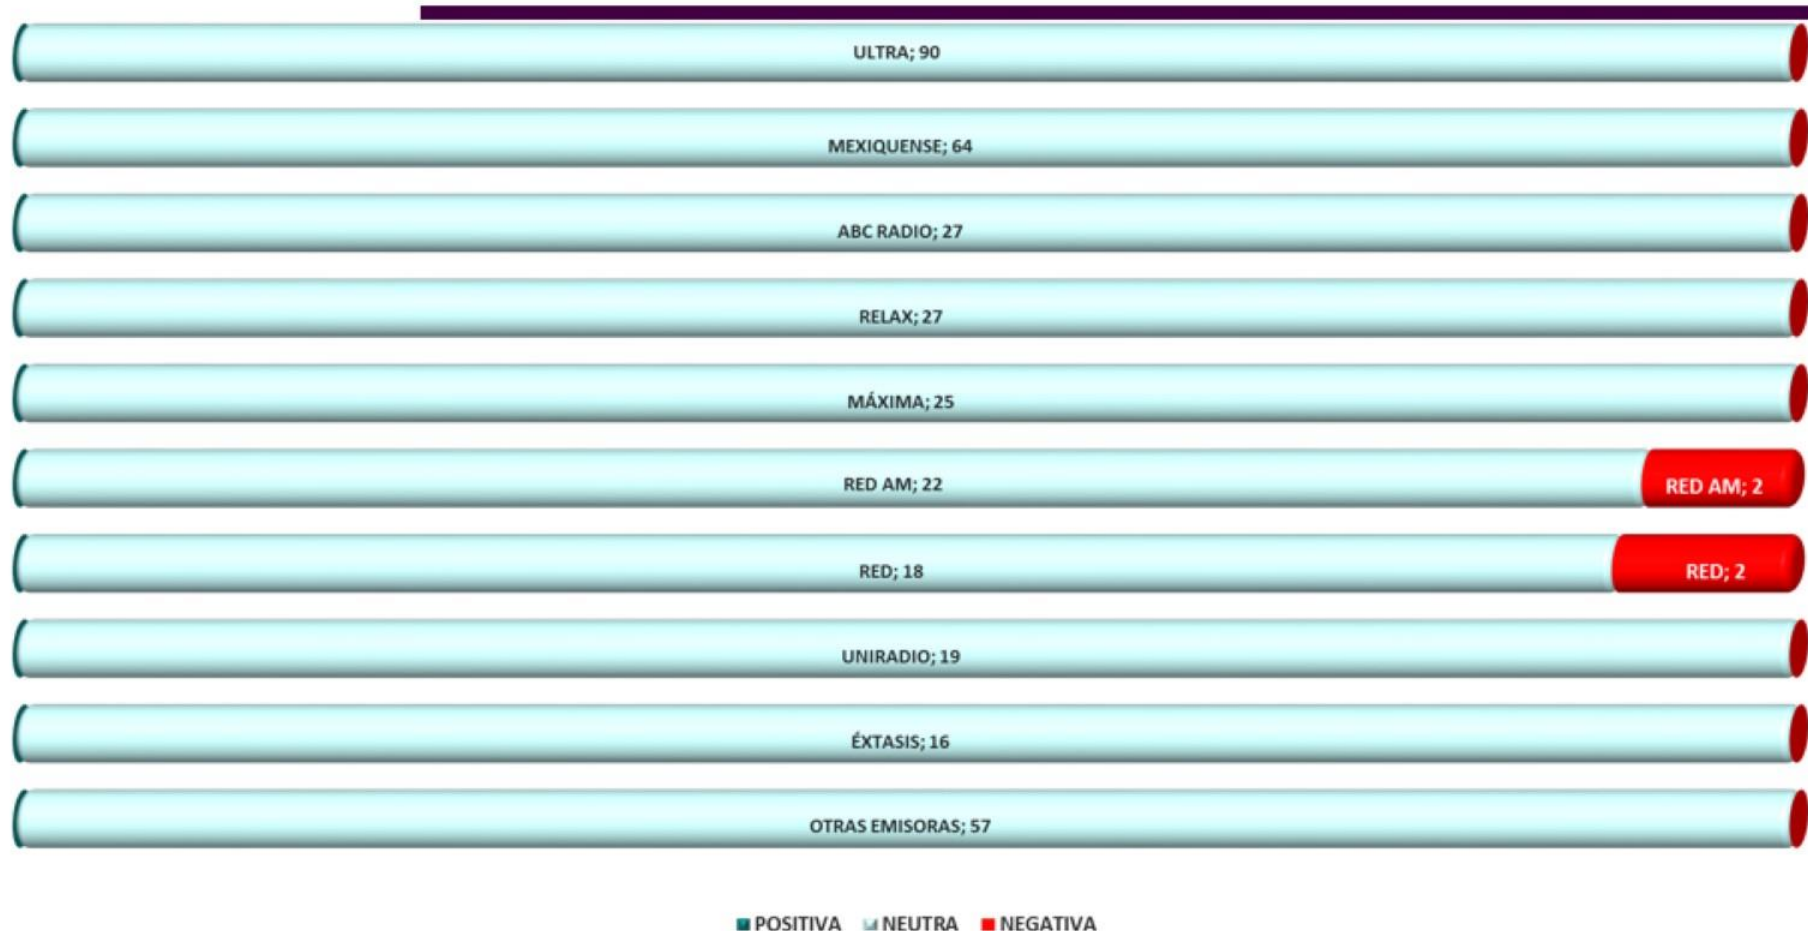 ULTRA; 90
MEXIQUENSE; 64
ABC RADIO; 27
RELAX; 27
MÁXIMA; 25
RED AM; 22 RED AM; 2
RED; 18 RED; 2
UNIRADIO; 19
ÉXTASIS; 16
OTRAS EMISORAS; 57
POSITIVA NEUTRA NEGATIVA